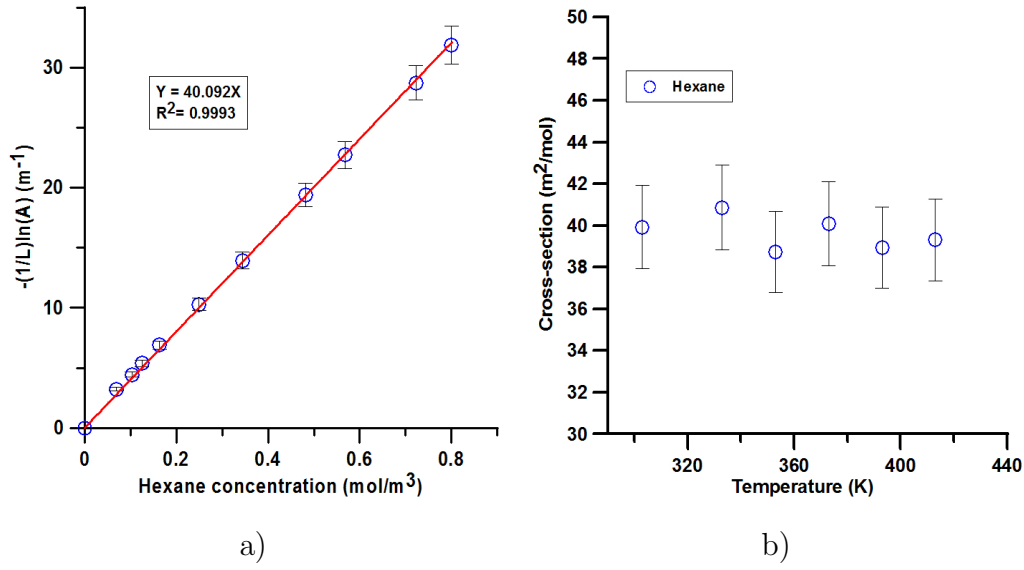 30
20
10
0
-(1/L)ln(A) (m-1)
Y = 40.092X
R2= 0.9993
0 0.2 0.4 0.6 0.8
Hexane concentration (mol/m3)
a)
50
48
46
44
42
40
38
36
34
32
30
Cross-section (m2/mol)
Hexane
320 360 400 440
Temperature (K)
b)